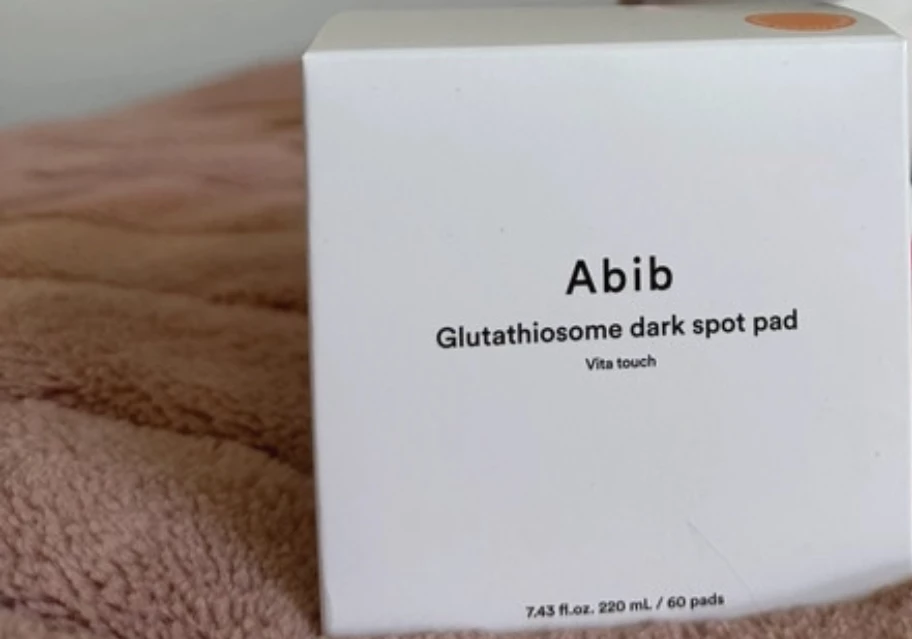 Abib
Glutathiosome dark spot pad
Vita touch
7.43 fl.oz. 220 mL / 60 pads